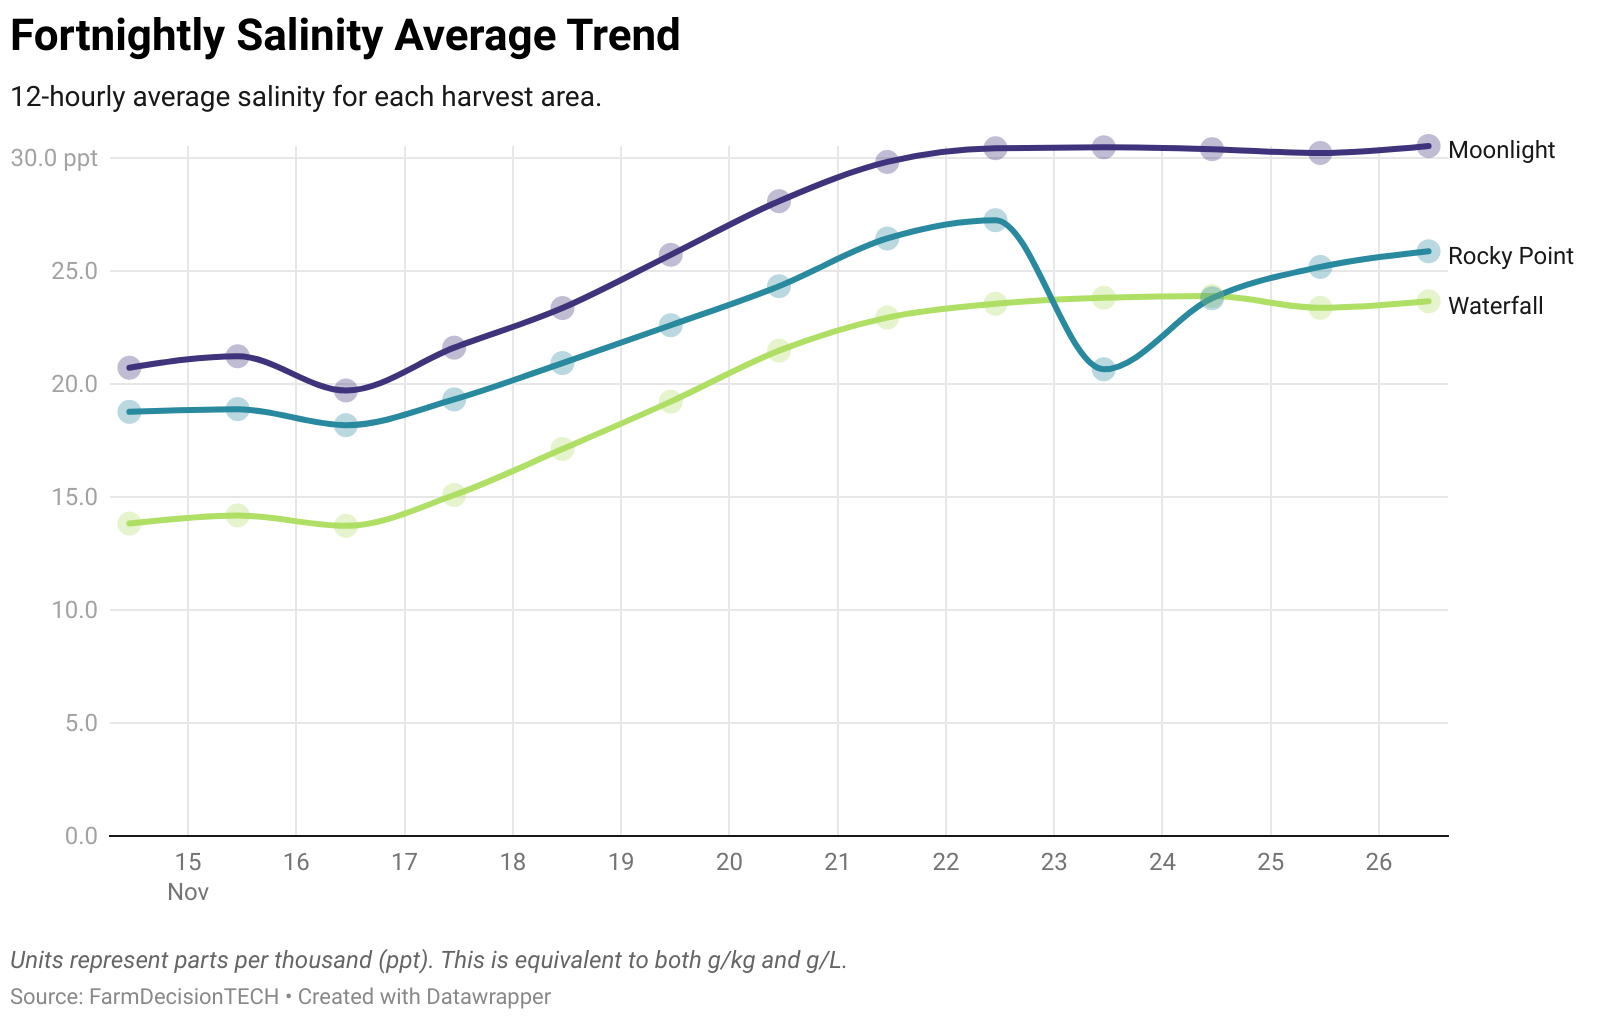 Fortnightly Salinity Average Trend
12-hourly average salinity for each harvest area.
30.0 ppt
Moonlight
Rocky Point
25.0
Waterfall
20.0
15.0
10.0
5.0
0.0
15 16 17 18 19 20 21 22 23 24 25 26
Nov
Units represent parts per thousand (ppt). This is equivalent to both g/kg and g/L.
Source: FarmDecisionTECH • Created with Datawrapper